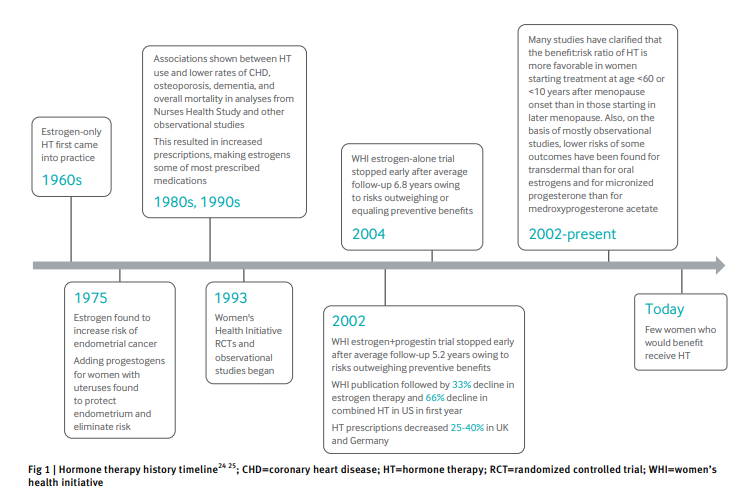 Estrogen-only
HT first came
into practice
1960s
Associations shown between HT
use and lower rates of CHD,
osteoporosis, dementia, and
overall mortality in analyses from
Nurses Health Study and other
observational studies
This resulted in increased
prescriptions, making estrogens
some of most prescribed
medications
1980s, 1990s
WHI estrogen-alone trial
stopped early after average
follow-up 6.8 years owing
to risks outweighing or
equaling preventive benefits
2004
Many studies have clarified that
the benefit:risk ratio of HT is
more favorable in women
starting treatment at age <60 or
<10 years after menopause
onset than in those starting in
later menopause. Also, on the
basis of mostly observational
studies, lower risks of some
outcomes have been found for
transdermal than for oral
estrogens and for micronized
progesterone than for
medroxyprogesterone acetate
2002-present
1975
Estrogen found to
increase risk of
endometrial cancer
Adding progestogens
for women with
uteruses found
to protect
endometrium and
eliminate risk
1993
Women's
Health Initiative
RCTs and
observational
studies began
2002
WHI estrogen+progestin trial stopped early
after average follow-up 5.2 years owing to
risks outweighing preventive benefits
WHI publication followed by 33% decline in
estrogen therapy and 66% decline in
combined HT in US in first year
HT prescriptions decreased 25-40% in UK
and Germany
Today
Few women who
would benefit
receive HT
Fig 1 | Hormone therapy history timeline24 25; CHD=coronary heart disease; HT=hormone therapy; RCT=randomized controlled trial; WHI=women's
health initiative